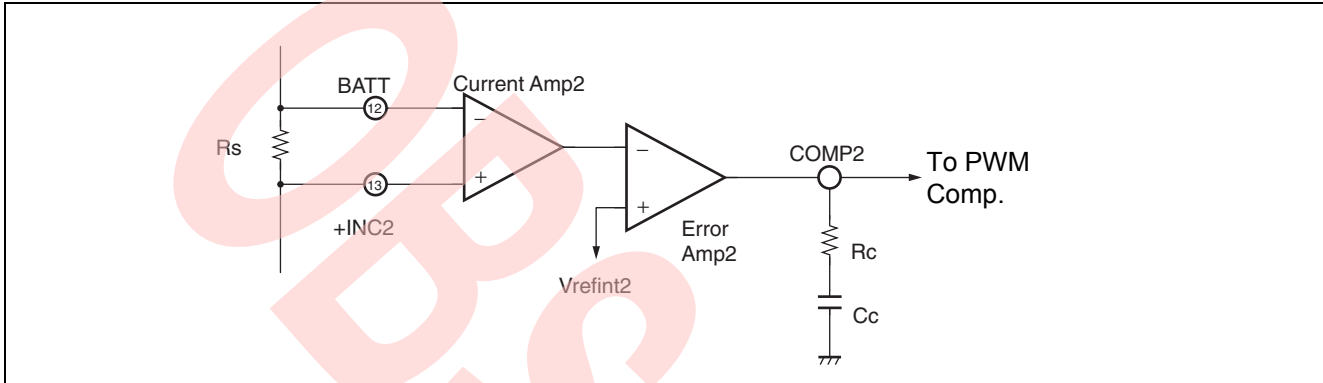 BATT
12
Current Amp2
−
+
Rs
13
+INC2
−
+
Error
Amp2
Vrefint2
COMP2
To PWM
Comp.
Rc
Cc